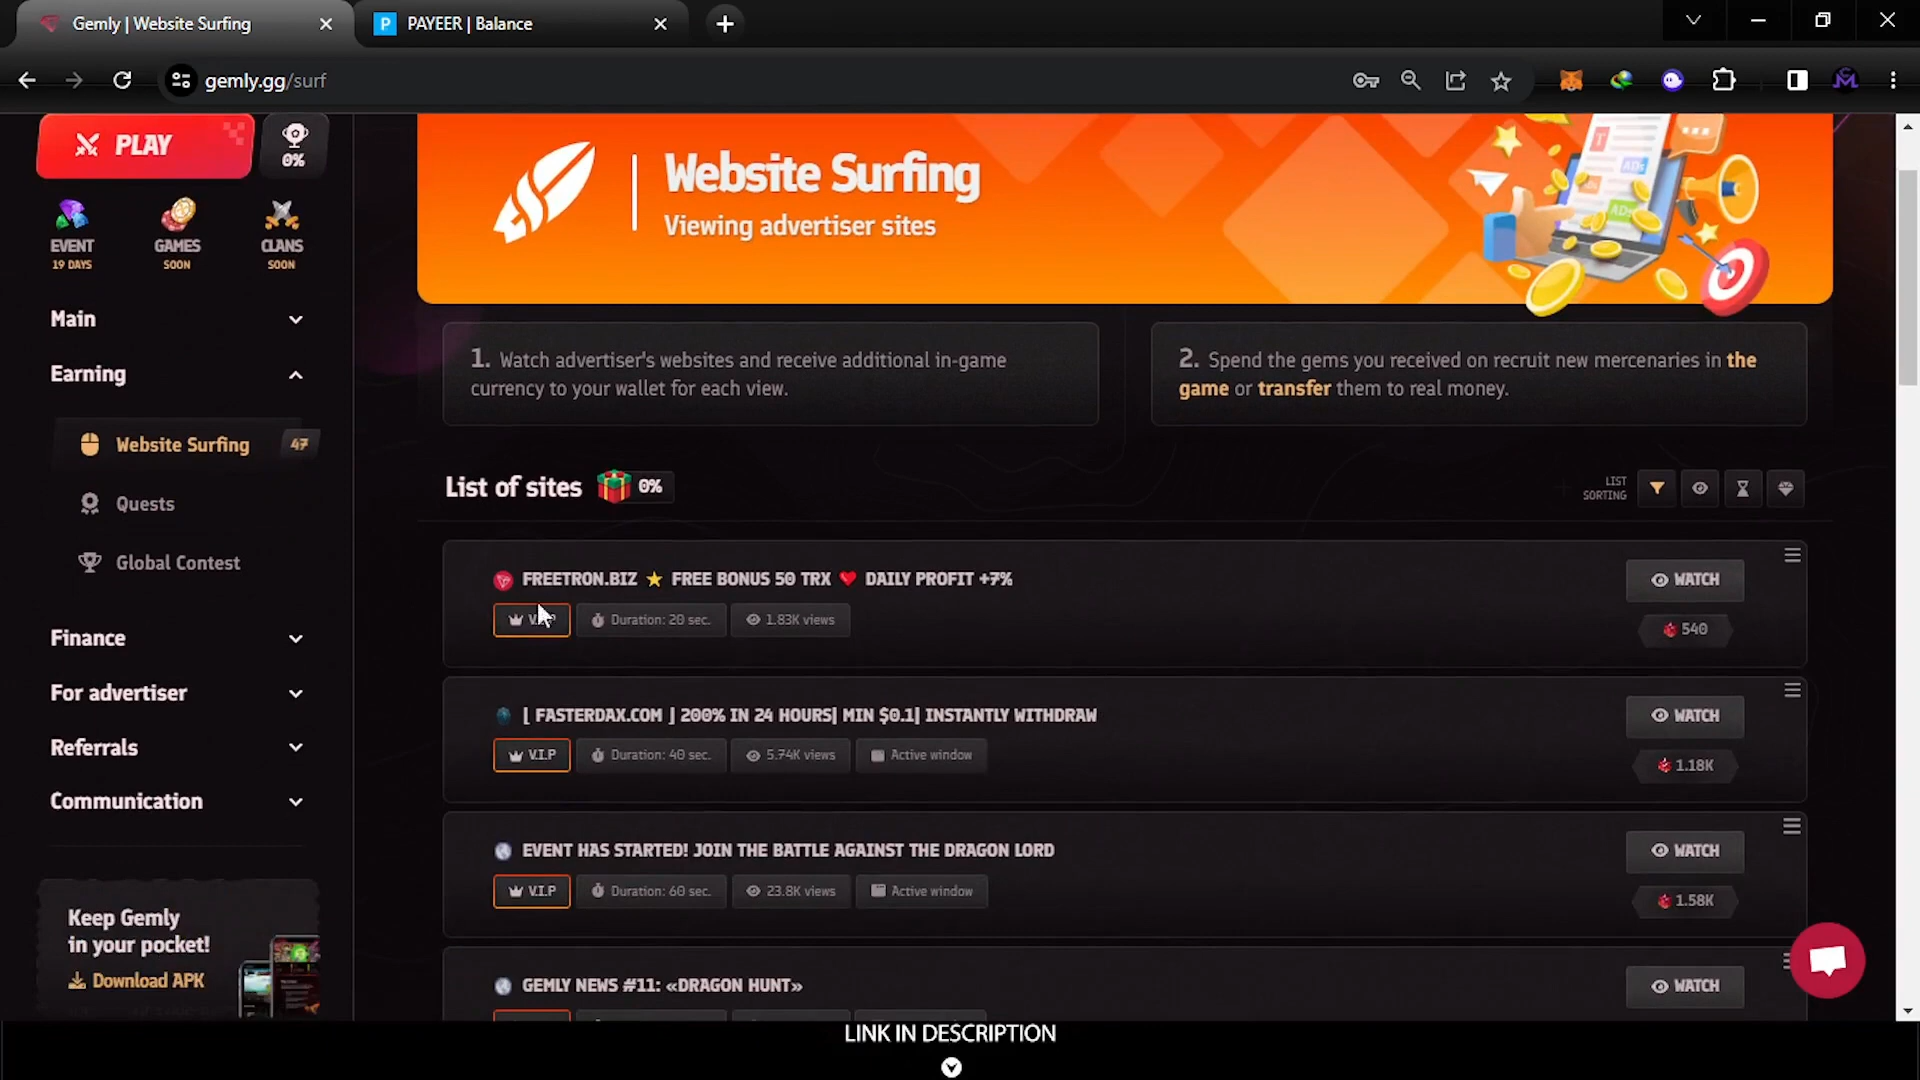 Gemly | Website Surfing
PAYEER | Balance
gemly.gg/surf
PLAY
0%
EVENT
19 DAYS
GAMES
SOON
CLANS
SOON
Main
Earning
Website Surfing
47
Quests
Global Contest
Finance
For advertiser
Referrals
Communication
Keep Gemly
in your pocket!
Download APK
Website Surfing
Viewing advertiser sites
1. Watch advertiser's websites and receive additional in-game
currency to your wallet for each view.
2. Spend the gems you received on recruit new mercenaries in the
game or transfer them to real money.
List of sites 0%
LIST
SORTING
FREETRON.BIZ ⭐ FREE BONUS 50 TRX ❤ DAILY PROFIT +7%
Duration: 20 sec. 1.83K views
WATCH
540
[ FASTERDAX.COM ] 200% IN 24 HOURS| MIN $0.1| INSTANTLY WITHDRAW
V.I.P Duration: 40 sec. 5.74K views Active window
WATCH
1.18K
EVENT HAS STARTED! JOIN THE BATTLE AGAINST THE DRAGON LORD
V.I.P Duration: 60 sec. 23.8K views Active window
WATCH
1.58K
GEMLY NEWS #11: «DRAGON HUNT»
WATCH
LINK IN DESCRIPTION